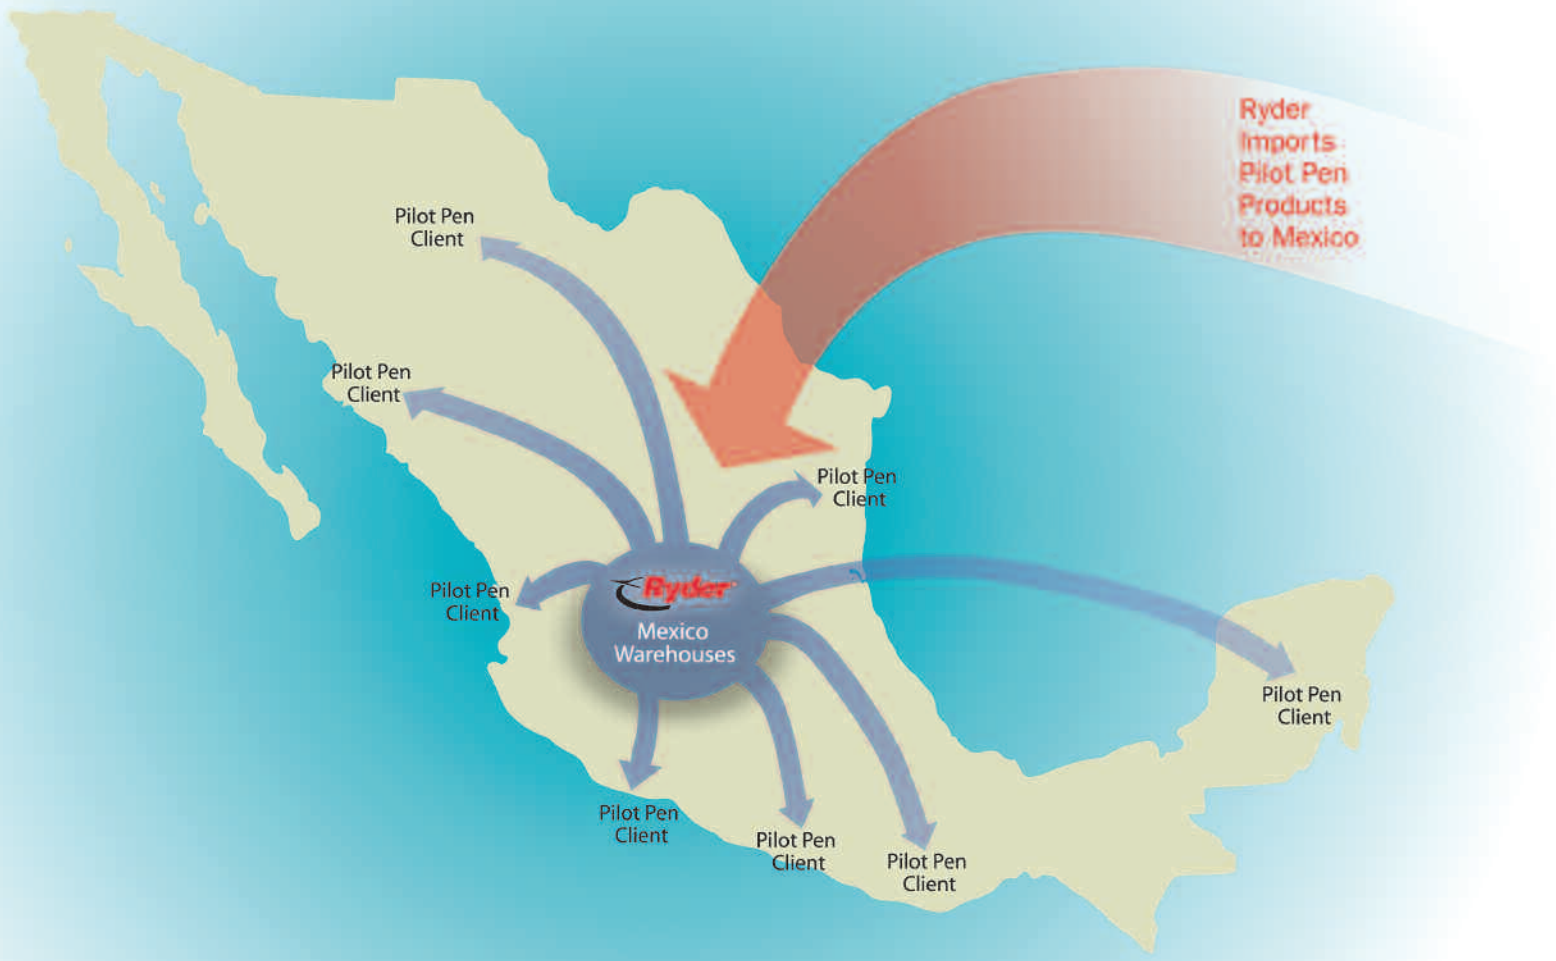 Ryder
Imports
Pilot Pen
Products
to Mexico
Pilot Pen
Client
Pilot Pen
Client
Pilot Pen
Client
Pilot Pen
Client
Ryder
Mexico
Warehouses
Pilot Pen
Client
Pilot Pen
Client
Pilot Pen
Client
Pilot Pen
Client